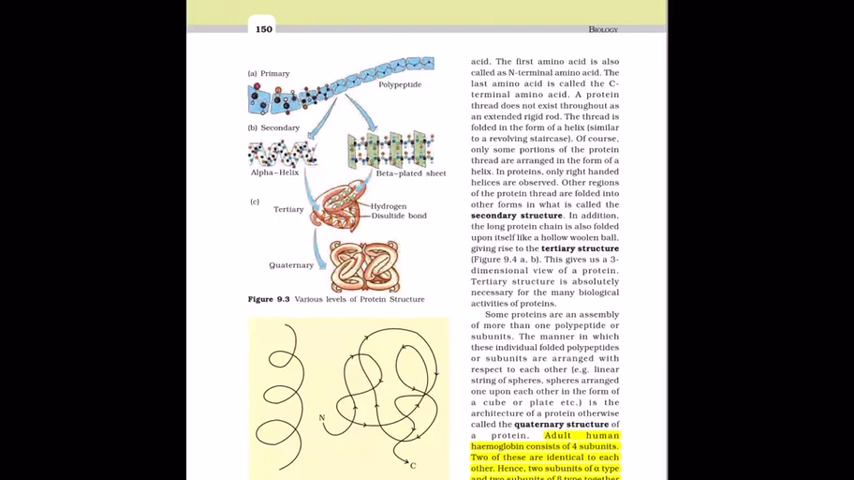 150
BIOLOGY
(a) Primary
Polypeptide
(b) Secondary
Alpha-Helix
Beta-plated sheet
(c)
Tertiary
Hydrogen
Disultide bond
Quaternary
Figure 9.3 Various levels of Protein Structure
N
C
acid. The first amino acid is also
called as N-terminal amino acid. The
last amino acid is called the C-
terminal amino acid. A protein
thread does not exist throughout as
an extended rigid rod. The thread is
folded in the form of a helix (similar
to a revolving staircase). Of course,
only some portions of the protein
thread are arranged in the form of a
helix. In proteins, only right handed
helices are observed. Other regions
of the protein thread are folded into
other forms in what is called the
secondary structure. In addition,
the long protein chain is also folded
upon itself like a hollow woolen ball,
giving rise to the tertiary structure
(Figure 9.4 a, b). This gives us a 3-
dimensional view of a protein.
Tertiary structure is absolutely
necessary for the many biological
activities of proteins.
Some proteins are an assembly
of more than one polypeptide or
subunits. The manner in which
these individual folded polypeptides
or subunits are arranged with
respect to each other (e.g. linear
string of spheres, spheres arranged
one upon each other in the form of
a cube or plate etc.) is the
architecture of a protein otherwise
called the quaternary structure of
a protein. Adult human
haemoglobin consists of 4 subunits.
Two of these are identical to each
other. Hence, two subunits of α type
and two subunits of β type together